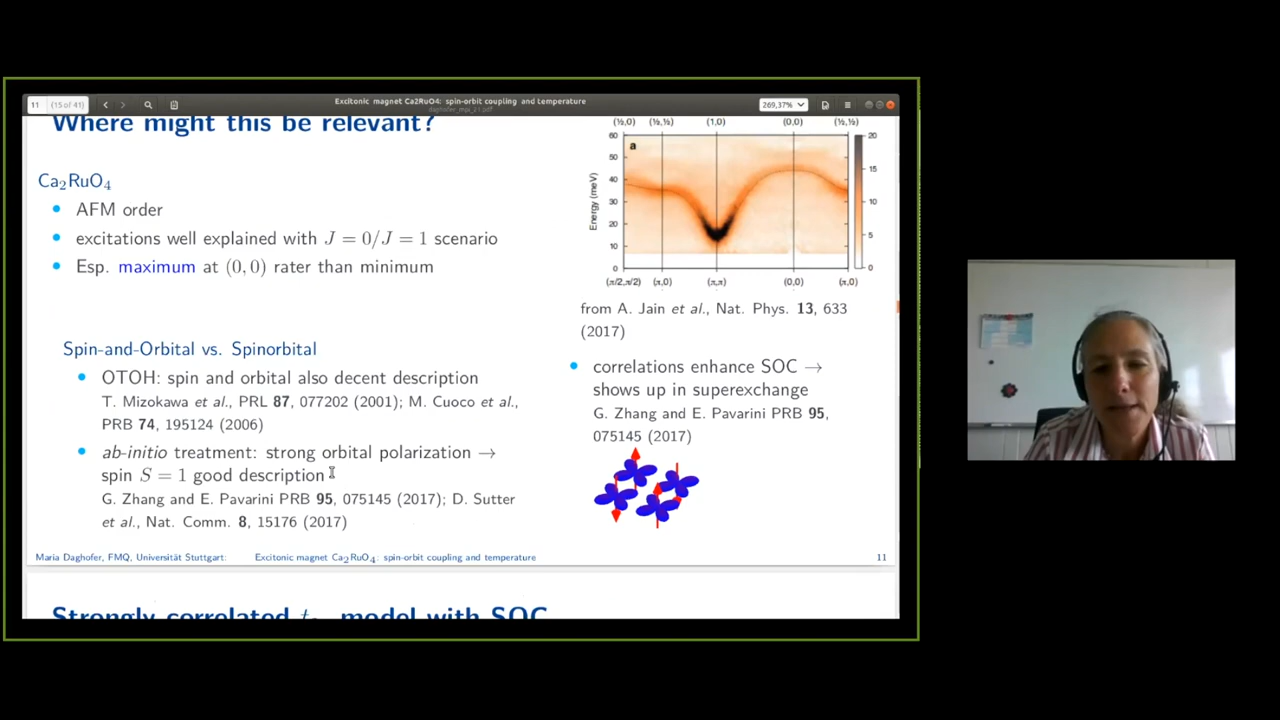 11 (15 of 41)
Excitonic magnet Ca2RuO4: spin-orbit coupling and temperature
269,37%
Where might this be relevant?
Ca₂RuO₄
AFM order
excitations well explained with J = 0/J = 1 scenario
Esp. maximum at (0, 0) rater than minimum
Spin-and-Orbital vs. Spinorbital
OTOH: spin and orbital also decent description
T. Mizokawa et al., PRL 87, 077202 (2001); M. Cuoco et al.,
PRB 74, 195124 (2006)
ab-initio treatment: strong orbital polarization →
spin S = 1 good description
G. Zhang and E. Pavarini PRB 95, 075145 (2017); D. Sutter
et al., Nat. Comm. 8, 15176 (2017)
(½,0) (½,½) (1,0) (0,0) (½,½)
a
Energy (meV)
60
50
40
30
20
10
0
20
15
10
5
0
(π/2,π/2) (π,0) (π,π) (0,0) (π,0)
from A. Jain et al., Nat. Phys. 13, 633
(2017)
correlations enhance SOC →
shows up in superexchange
G. Zhang and E. Pavarini PRB 95,
075145 (2017)
Maria Daghofer, FMQ, Universität Stuttgart: Excitonic magnet Ca₂RuO₄: spin-orbit coupling and temperature 11
Strongly correlated model with SOC